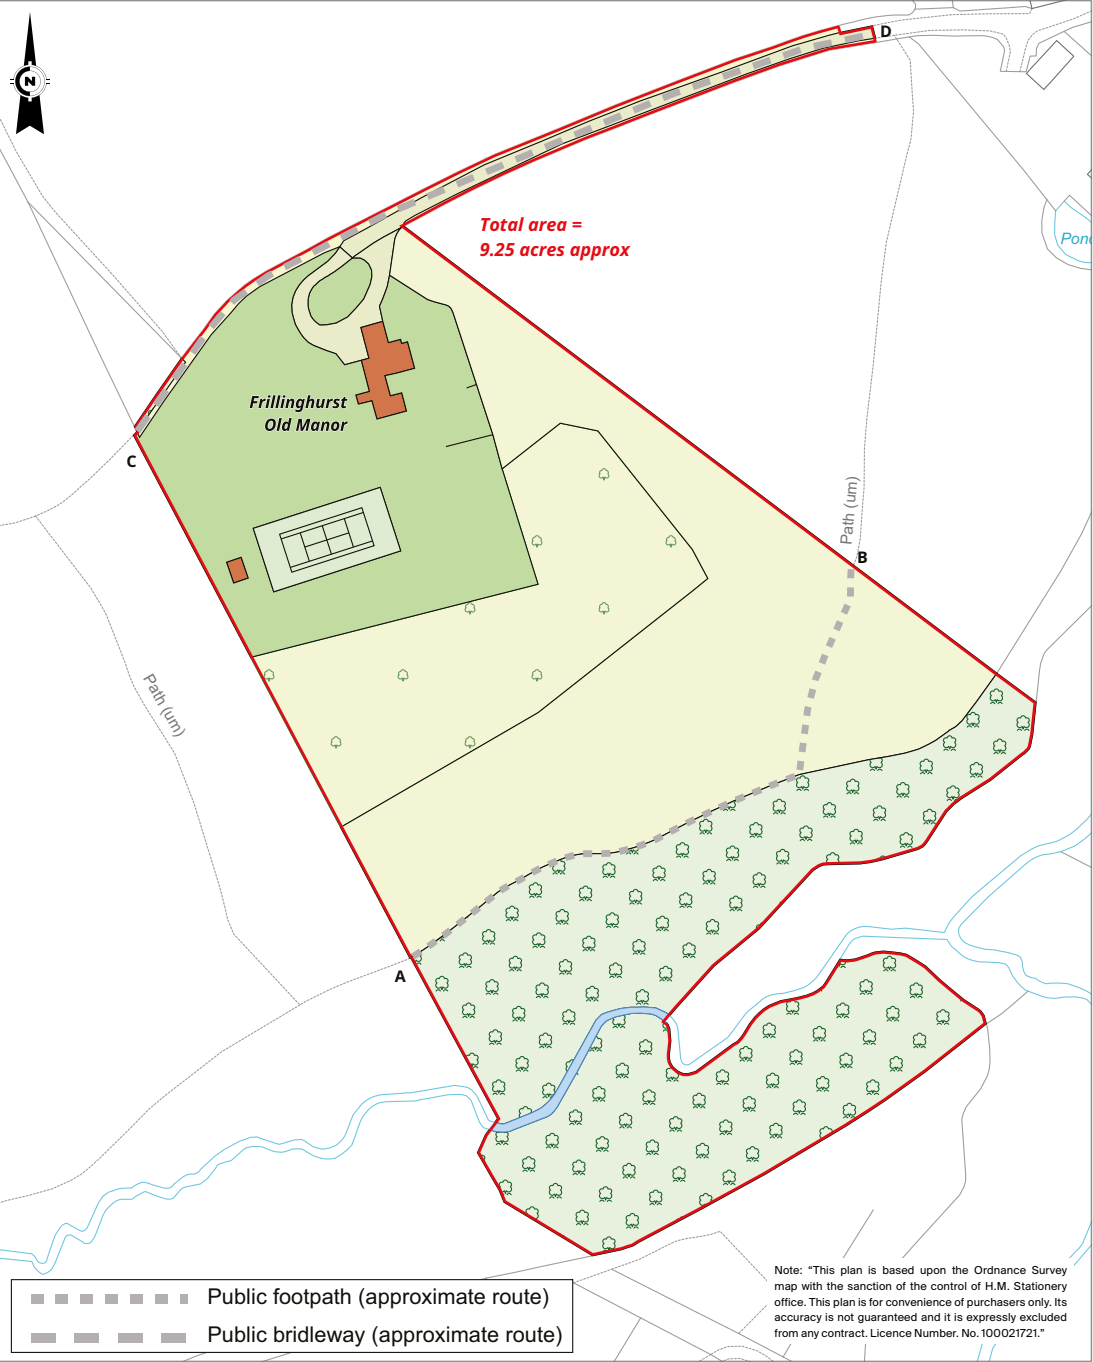 N
D
Total area =
9.25 acres approx
Pond
Frillinghurst
Old Manor
C
Path (um)
B
Path (um)
A
Public footpath (approximate route)
Public bridleway (approximate route)
Note: “This plan is based upon the Ordnance Survey
map with the sanction of the control of H.M. Stationery
office. This plan is for convenience of purchasers only. Its
accuracy is not guaranteed and it is expressly excluded
from any contract. Licence Number. No. 100021721.”